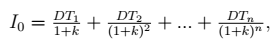 I_0 = \frac{DT_1}{1+k} + \frac{DT_2}{(1+k)^2} + ... + \frac{DT_n}{(1+k)^n},